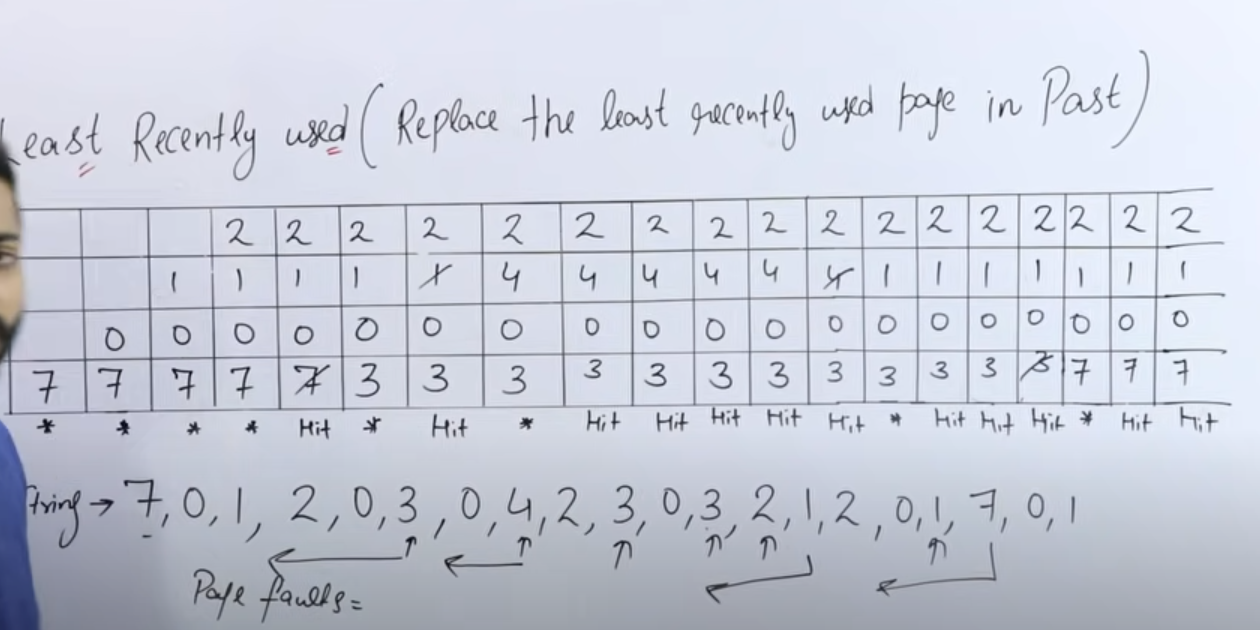 Least Recently used (Replace the least recently used page in Past)
2 2 2 2 2 2 2 2 2 2 2 2 2 2 2 2 2
1 1 1 1 1 4 4 4 4 4 4 1 1 1 1 1 1 1
0 0 0 0 0 0 0 0 0 0 0 0 0 0 0 0 0 0 0
7 7 7 7 7 3 3 3 3 3 3 3 3 3 3 3 3 7 7 7
* * * * Hit * Hit * Hit Hit Hit Hit Hit * Hit Hit Hit * Hit Hit
tring → 7, 0, 1, 2, 0, 3, 0, 4, 2, 3, 0, 3, 2, 1, 2, 0, 1, 7, 0, 1
Page faults =